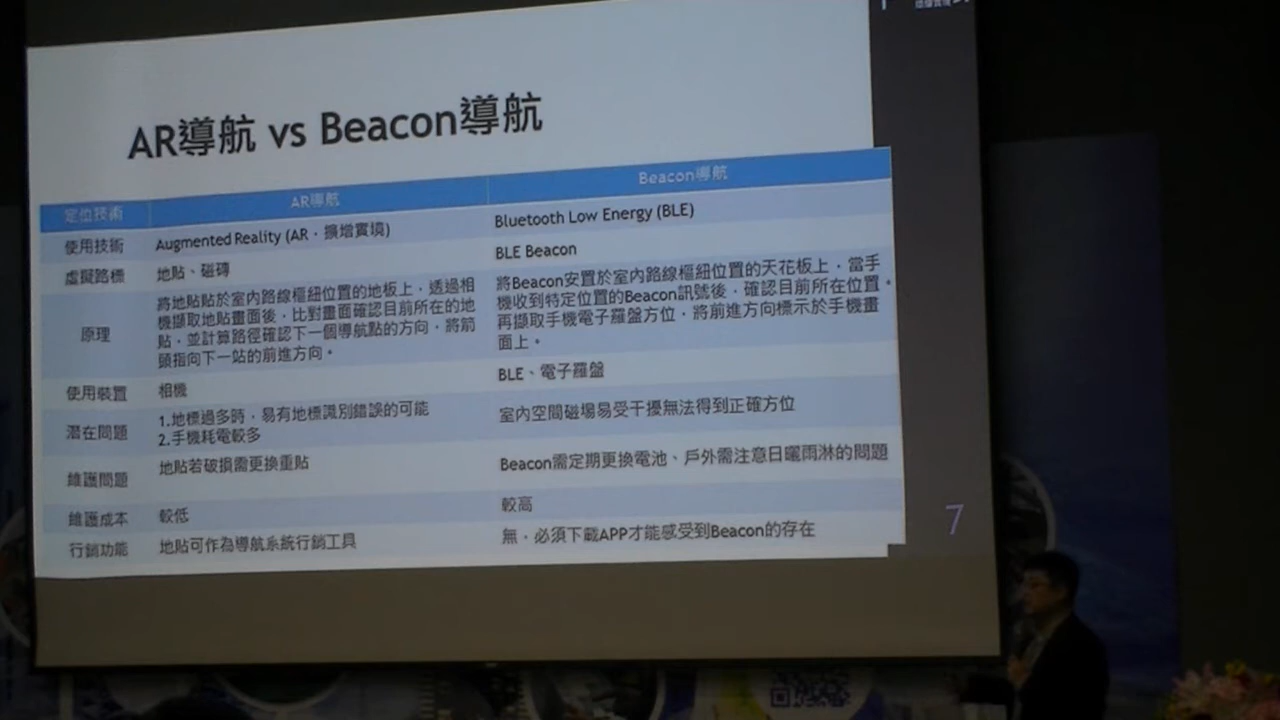 AR導航 vs Beacon導航
定位技術 AR導航 Beacon導航
使用技術 Augmented Reality (AR，擴增實境) Bluetooth Low Energy (BLE)
虛擬路標 地貼、磁磚 BLE Beacon
原理
將地貼貼於室內路線樞紐位置的地板上，透過相
機擷取地貼畫面後，比對畫面確認目前所在的地
貼，並計算路徑確認下一個導航點的方向，將箭
頭指向下一站的前進方向。
將Beacon安置於室內路線樞紐位置的天花板上，當手
機收到特定位置的Beacon訊號後，確認目前所在位置。
再擷取手機電子羅盤方位，將前進方向標示於手機畫
面上。
使用裝置 相機 BLE、電子羅盤
潛在問題
1.地標過多時，易有地標識別錯誤的可能
2.手機耗電較多
室內空間磁場易受干擾無法得到正確方位
維護問題 地貼若破損需更換重貼 Beacon需定期更換電池、戶外需注意日曬雨淋的問題
維護成本 較低 較高
行銷功能 地貼可作為導航系統行銷工具 無，必須下載APP才能感受到Beacon的存在
7